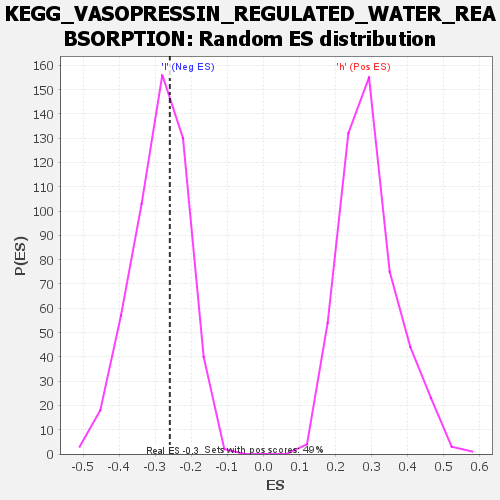 KEGG_VASOPRESSIN_REGULATED_WATER_REA
BSORPTION: Random ES distribution
'l' (Neg ES) 'h' (Pos ES)
160
150
140
130
120
110
100
90
80
70
60
50
40
30
20
10
0
P(ES)
Real ES -0.3 Sets with pos scores: 49%
-0.5 -0.4 -0.3 -0.2 -0.1 0.0 0.1 0.2 0.3 0.4 0.5 0.6
ES